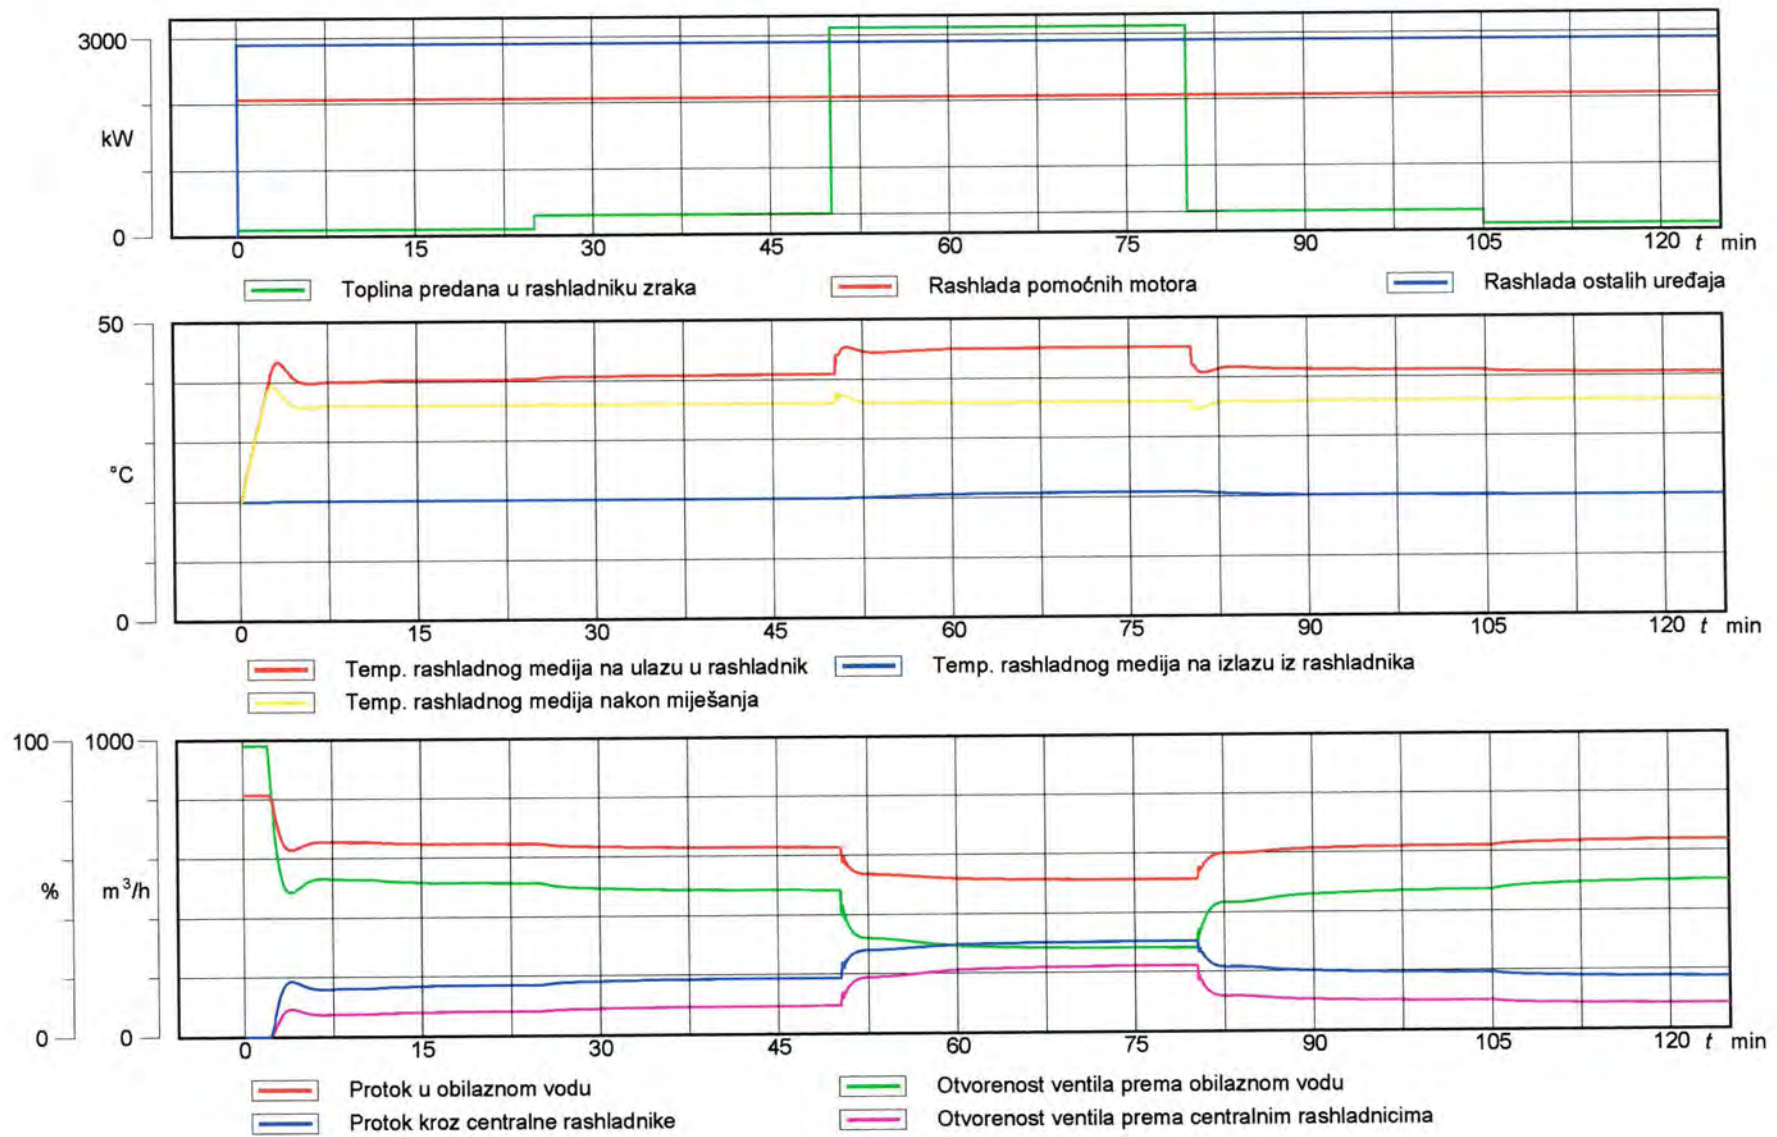 3000
kW
0
0 15 30 45 60 75 90 105 120 t min
Toplina predana u rashladniku zraka Rashlada pomoćnih motora Rashlada ostalih uređaja
50
°C
0
0 15 30 45 60 75 90 105 120 t min
Temp. rashladnog medija na ulazu u rashladnik Temp. rashladnog medija na izlazu iz rashladnika
Temp. rashladnog medija nakon miješanja
100 1000
% m³/h
0 0
0 15 30 45 60 75 90 105 120 t min
Protok u obilaznom vodu Otvorenost ventila prema obilaznom vodu
Protok kroz centralne rashladnike Otvorenost ventila prema centralnim rashladnicima